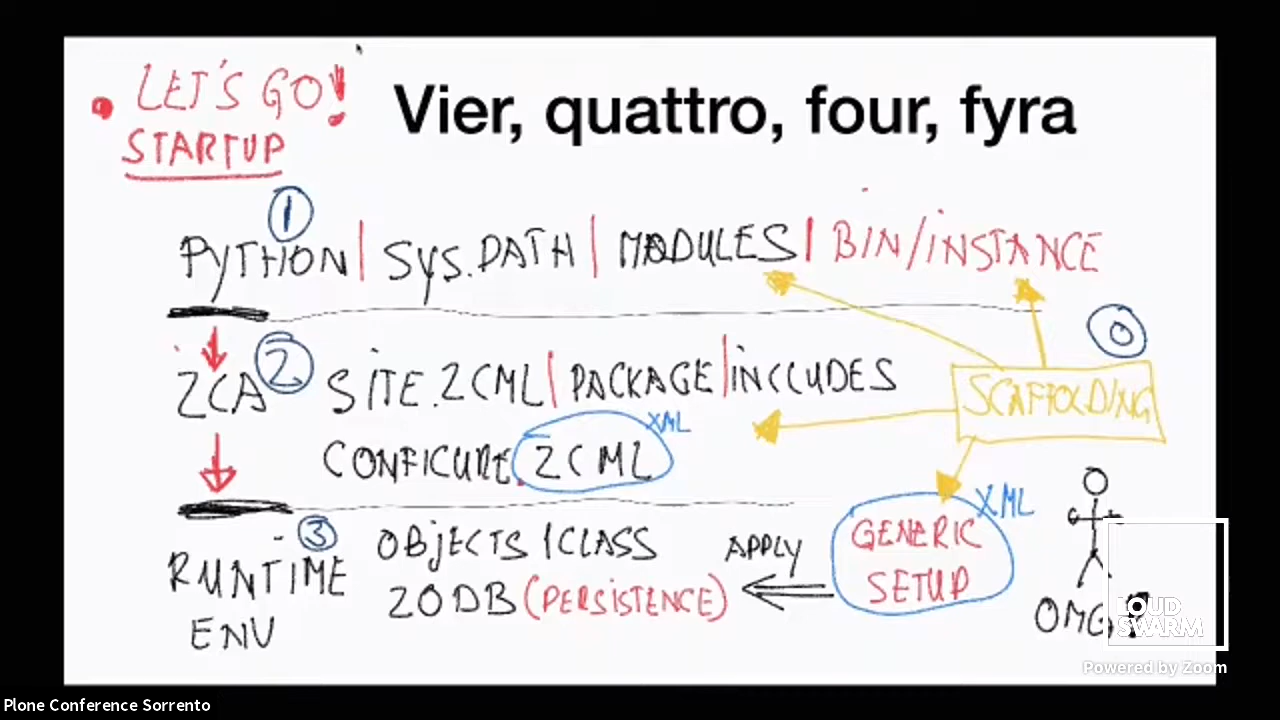 LET'S GO!
STARTUP
Vier, quattro, four, fyra
1
PYTHON | SYS.PATH | MODULES | BIN/INSTANCE
0
ZCA 2 SITE.ZCML | PACKAGE | INCLUDES
SCAFFOLDING
XML
CONFICURE.ZCML
3
XML
RUNTIME OBJECTS / CLASS APPLY GENERIC
ENV ZODB (PERSISTENCE) SETUP
OMG
LOUD
SWARM
Powered by Zoom
Plone Conference Sorrento